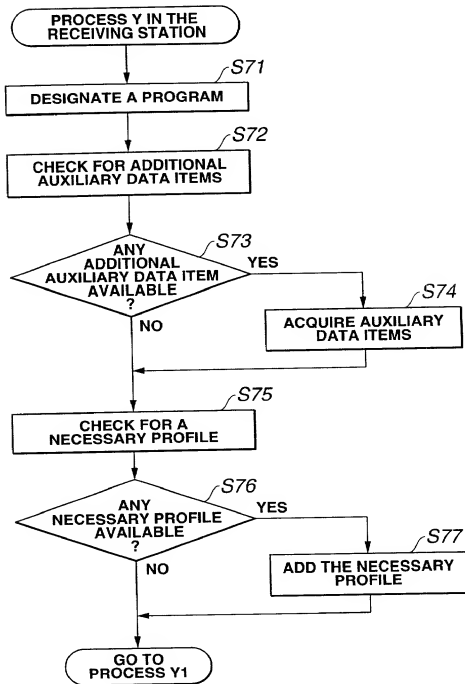 PROCESS Y IN THE
RECEIVING STATION
S71
DESIGNATE A PROGRAM
S72
CHECK FOR ADDITIONAL
AUXILIARY DATA ITEMS
S73
ANY
ADDITIONAL
AUXILIARY DATA ITEM
AVAILABLE
?
YES
NO
S74
ACQUIRE AUXILIARY
DATA ITEMS
S75
CHECK FOR A
NECESSARY PROFILE
S76
ANY
NECESSARY PROFILE
AVAILABLE
?
YES
NO
S77
ADD THE NECESSARY
PROFILE
GO TO
PROCESS Y1